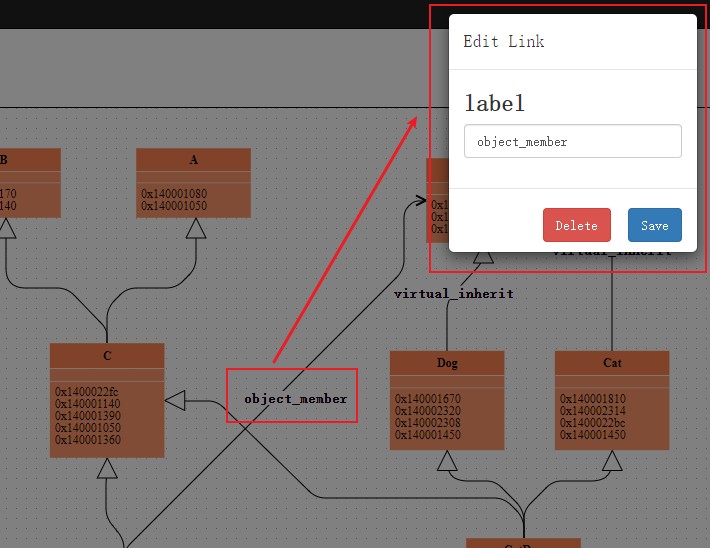 Edit Link
label
object_member
Delete
Save
B
170
140
A
0x140001080
0x140001050
0x1
0x1
0x1
virtual_inherit
virtual_inherit
C
0x1400022fc
0x140001140
0x140001390
0x140001050
0x140001360
object_member
Dog
0x140001670
0x140002320
0x140002308
0x140001450
Cat
0x140001810
0x140002314
0x1400022bc
0x140001450